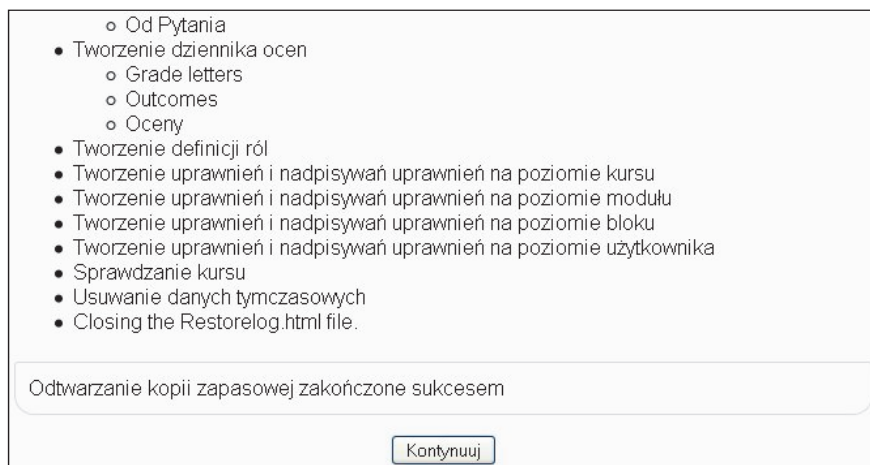 Od Pytania
Tworzenie dziennika ocen
Grade letters
Outcomes
Oceny
Tworzenie definicji ról
Tworzenie uprawnień i nadpisywań uprawnień na poziomie kursu
Tworzenie uprawnień i nadpisywań uprawnień na poziomie modułu
Tworzenie uprawnień i nadpisywań uprawnień na poziomie bloku
Tworzenie uprawnień i nadpisywań uprawnień na poziomie użytkownika
Sprawdzanie kursu
Usuwanie danych tymczasowych
Closing the Restorelog.html file.
Odtwarzanie kopii zapasowej zakończone sukcesem
Kontynuuj